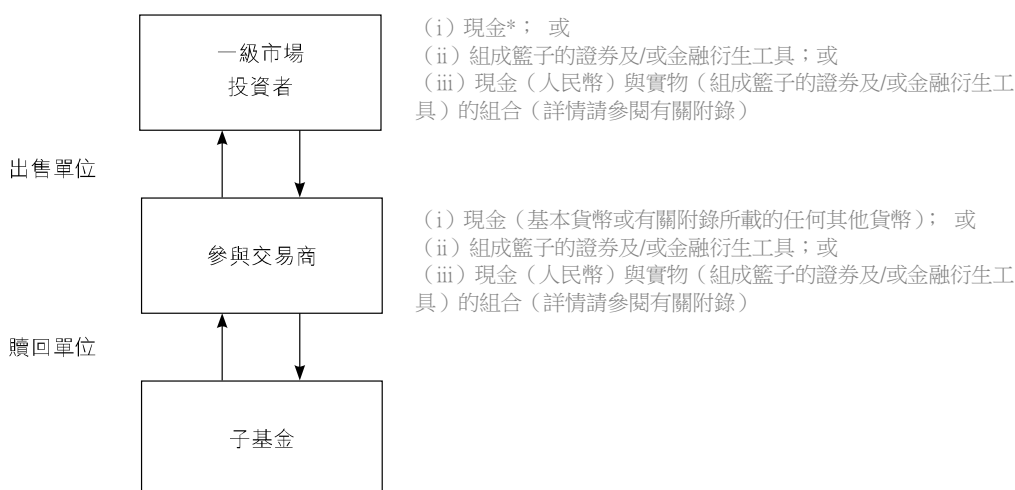 一級市場
投資者
（i）現金*； 或
（ii）組成籃子的證券及/或金融衍生工具；或
（iii）現金（人民幣）與實物（組成籃子的證券及/或金融衍生工
具）的組合（詳情請參閱有關附錄）
出售單位
參與交易商
（i）現金（基本貨幣或有關附錄所載的任何其他貨幣）； 或
（ii）組成籃子的證券及/或金融衍生工具；或
（iii）現金（人民幣）與實物（組成籃子的證券及/或金融衍生工
具）的組合（詳情請參閱有關附錄）
贖回單位
子基金